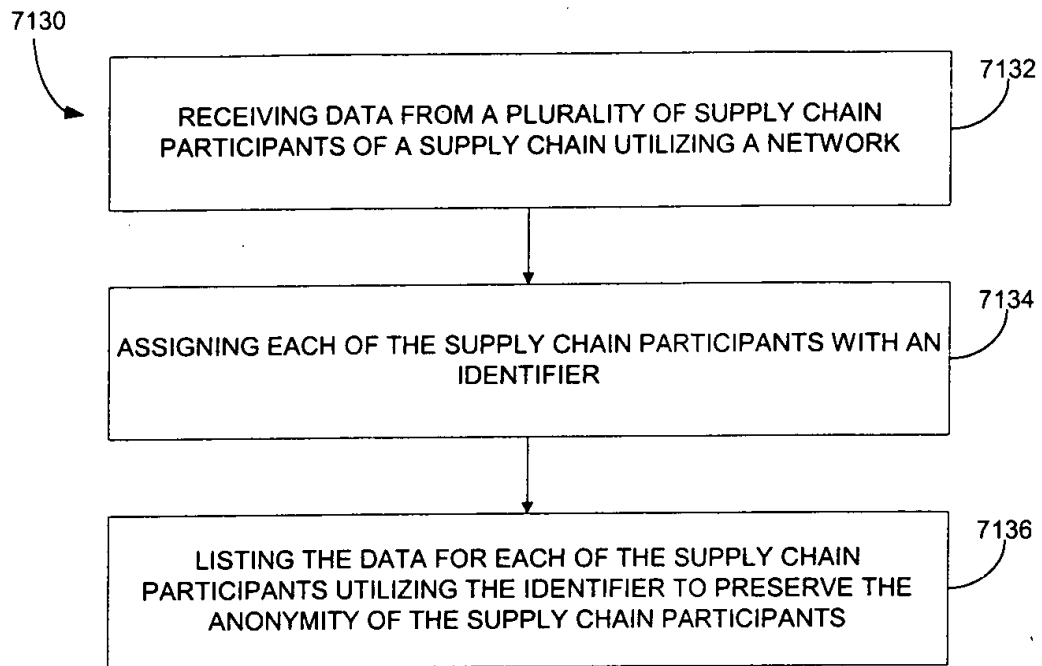 7130
7132
RECEIVING DATA FROM A PLURALITY OF SUPPLY CHAIN
PARTICIPANTS OF A SUPPLY CHAIN UTILIZING A NETWORK
7134
ASSIGNING EACH OF THE SUPPLY CHAIN PARTICIPANTS WITH AN
IDENTIFIER
7136
LISTING THE DATA FOR EACH OF THE SUPPLY CHAIN
PARTICIPANTS UTILIZING THE IDENTIFIER TO PRESERVE THE
ANONYMITY OF THE SUPPLY CHAIN PARTICIPANTS